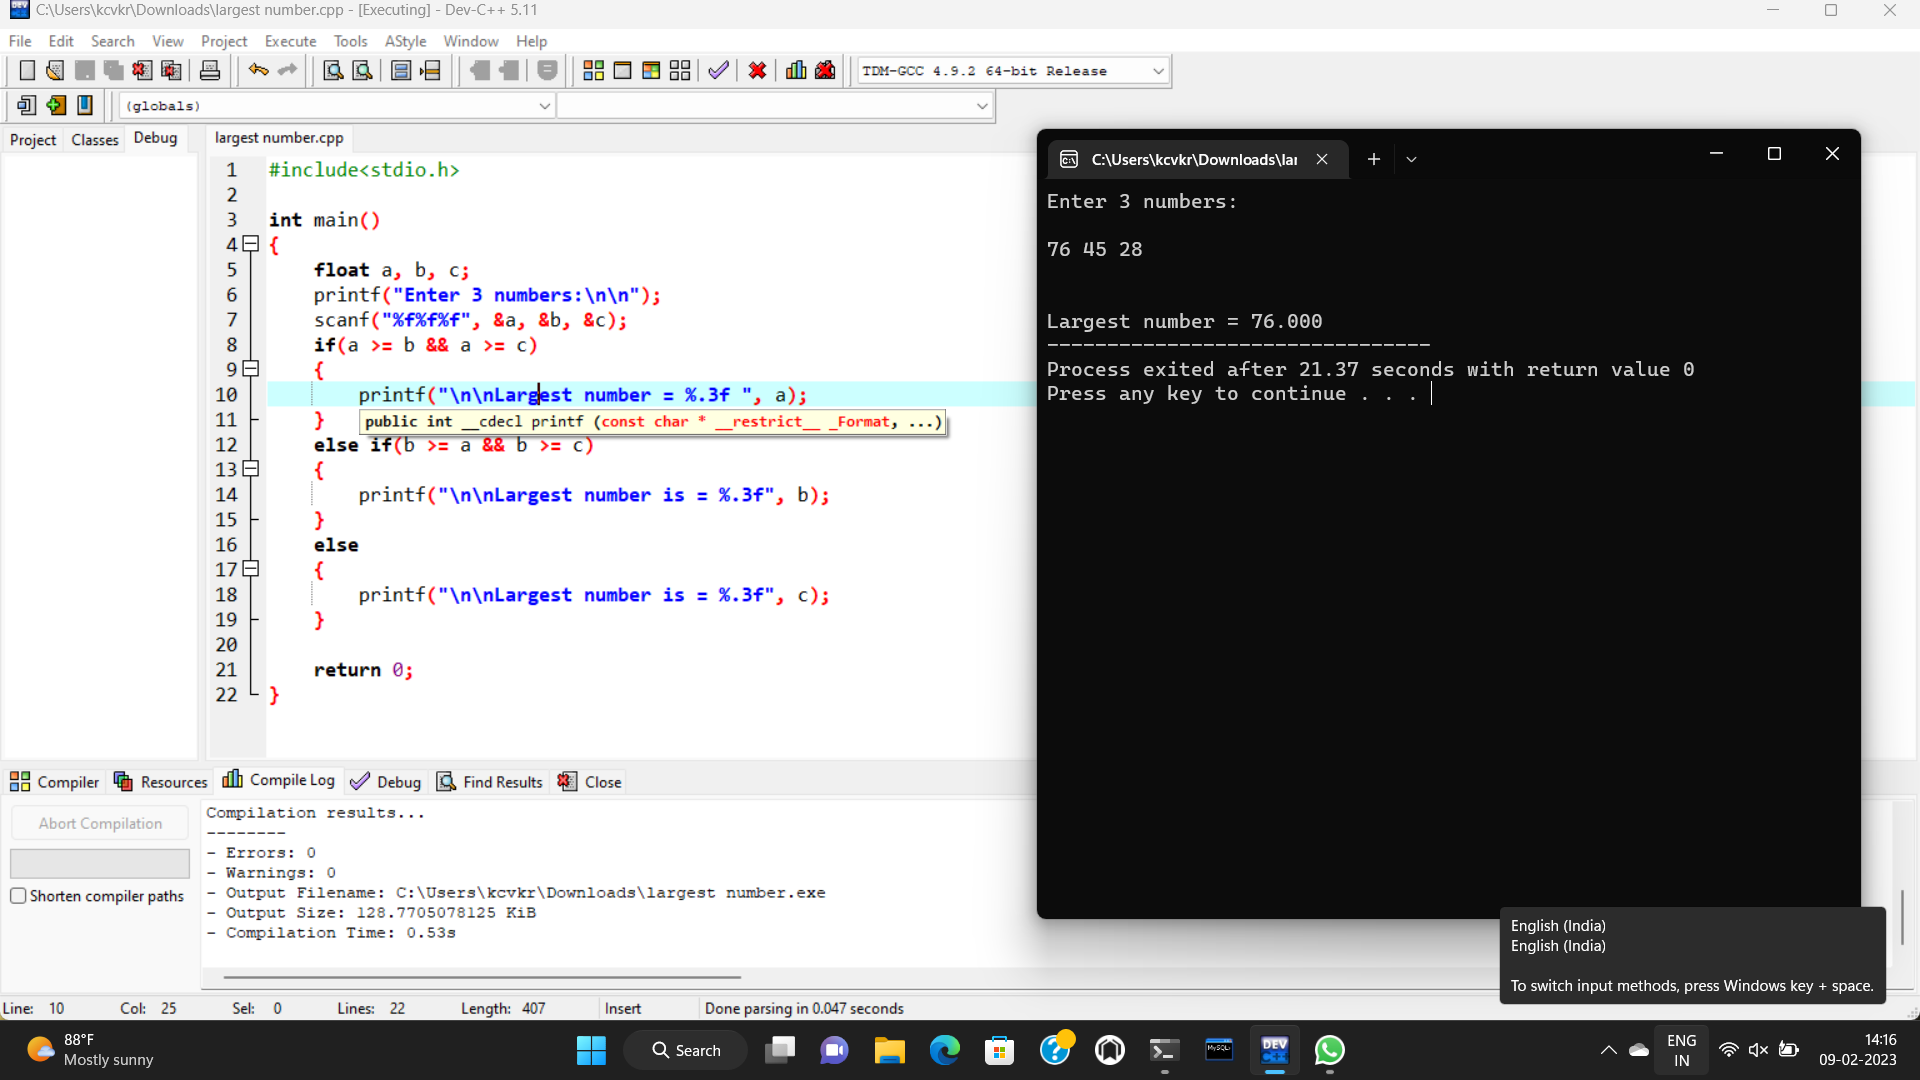 C:\Users\kcvkr\Downloads\largest number.cpp - [Executing] - Dev-C++ 5.11
File Edit Search View Project Execute Tools AStyle Window Help
TDM-GCC 4.9.2 64-bit Release
(globals)
Project Classes Debug
largest number.cpp
1 #include<stdio.h>
2
3 int main()
4 {
5 float a, b, c;
6 printf("Enter 3 numbers:\n\n");
7 scanf("%f%f%f", &a, &b, &c);
8 if(a >= b && a >= c)
9 {
10 printf("\n\nLargest number = %.3f ", a);
11 }
public int __cdecl printf (const char * __restrict__ _Format, ...)
12 else if(b >= a && b >= c)
13 {
14 printf("\n\nLargest number is = %.3f", b);
15 }
16 else
17 {
18 printf("\n\nLargest number is = %.3f", c);
19 }
20
21 return 0;
22 }
C:\Users\kcvkr\Downloads\lar
Enter 3 numbers:
76 45 28
Largest number = 76.000
--------------------------------
Process exited after 21.37 seconds with return value 0
Press any key to continue . . .
Compiler Resources Compile Log Debug Find Results Close
Abort Compilation
Shorten compiler paths
Compilation results...
--------
- Errors: 0
- Warnings: 0
- Output Filename: C:\Users\kcvkr\Downloads\largest number.exe
- Output Size: 128.7705078125 KiB
- Compilation Time: 0.53s
English (India)
English (India)
To switch input methods, press Windows key + space.
Line: 10 Col: 25 Sel: 0 Lines: 22 Length: 407 Insert Done parsing in 0.047 seconds
88°F
Mostly sunny
Search
MySQL
DEV
C++
ENG
IN
14:16
09-02-2023